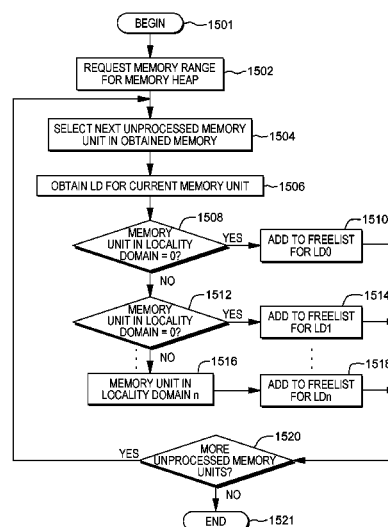 BEGIN
1501
REQUEST MEMORY RANGE
FOR MEMORY HEAP
1502
SELECT NEXT UNPROCESSED MEMORY
UNIT IN OBTAINED MEMORY
1504
OBTAIN LD FOR CURRENT MEMORY UNIT
1506
MEMORY
UNIT IN LOCALITY
DOMAIN = 0?
1508
YES
ADD TO FREELIST
FOR LD0
1510
NO
MEMORY
UNIT IN LOCALITY
DOMAIN = 0?
1512
YES
ADD TO FREELIST
FOR LD1
1514
NO
MEMORY UNIT IN
LOCALITY DOMAIN n
1516
ADD TO FREELIST
FOR LDn
1518
MORE
UNPROCESSED MEMORY
UNITS?
1520
YES
NO
END
1521